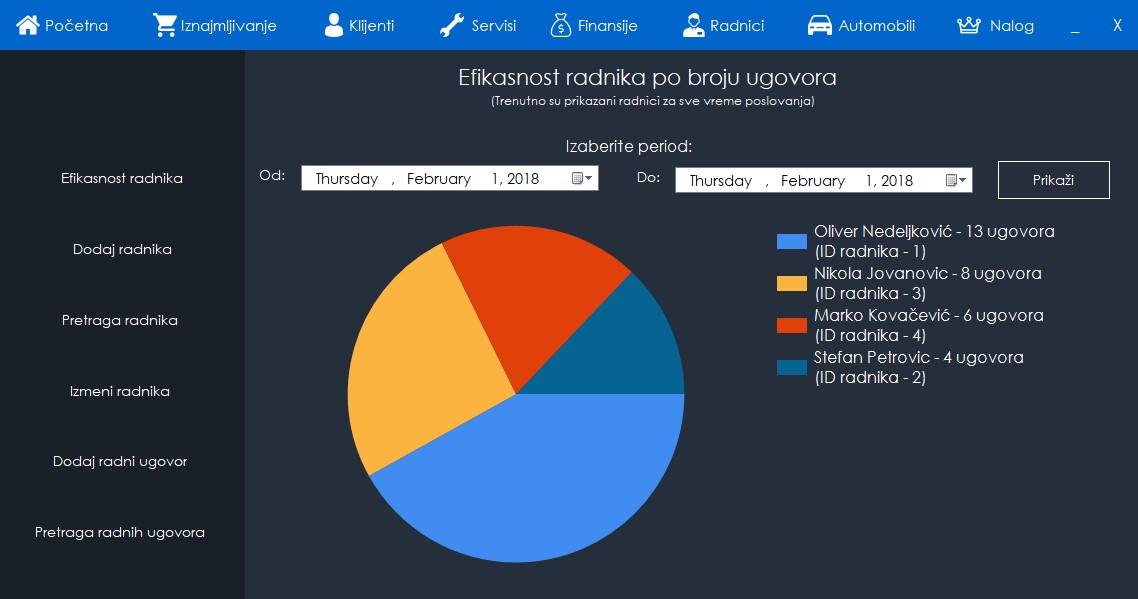 Početna Iznajmljivanje Klijenti Servisi Finansije Radnici Automobili Nalog _ X
Efikasnost radnika po broju ugovora
(Trenutno su prikazani radnici za sve vreme poslovanja)
Izaberite period:
Od: Thursday , February 1, 2018 Do: Thursday , February 1, 2018 Prikaži
Efikasnost radnika
Dodaj radnika
Pretraga radnika
Izmeni radnika
Dodaj radni ugovor
Pretraga radnih ugovora
Oliver Nedeljković - 13 ugovora
(ID radnika - 1)
Nikola Jovanovic - 8 ugovora
(ID radnika - 3)
Marko Kovačević - 6 ugovora
(ID radnika - 4)
Stefan Petrovic - 4 ugovora
(ID radnika - 2)